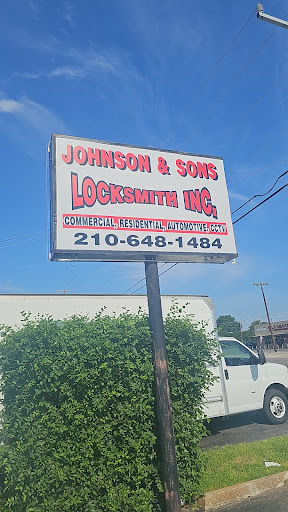 JOHNSON & SONS
LOCKSMITH INC.
COMMERCIAL, RESIDENTIAL, AUTOMOTIVE, CCTV
210-648-1484